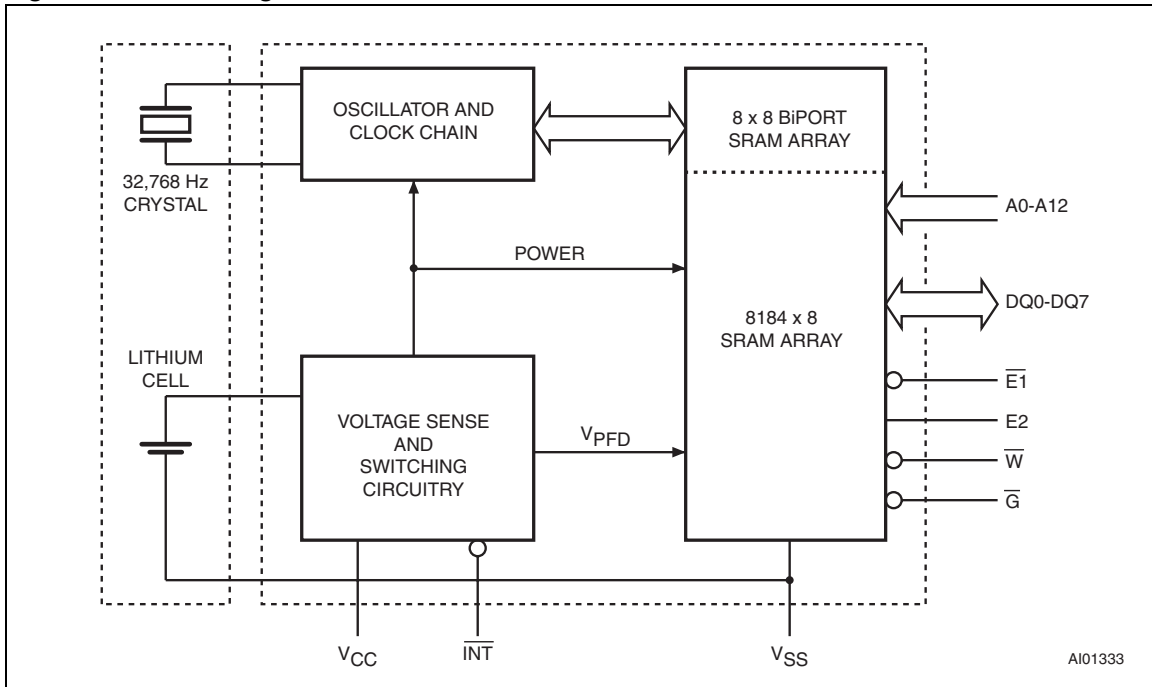 OSCILLATOR AND
CLOCK CHAIN
8 x 8 BiPORT
SRAM ARRAY
32,768 Hz
CRYSTAL
A0-A12
POWER
DQ0-DQ7
8184 x 8
SRAM ARRAY
LITHIUM
CELL
E1
VOLTAGE SENSE
AND
SWITCHING
CIRCUITRY
VPFD
E2
W
G
VCC
INT
VSS
AI01333